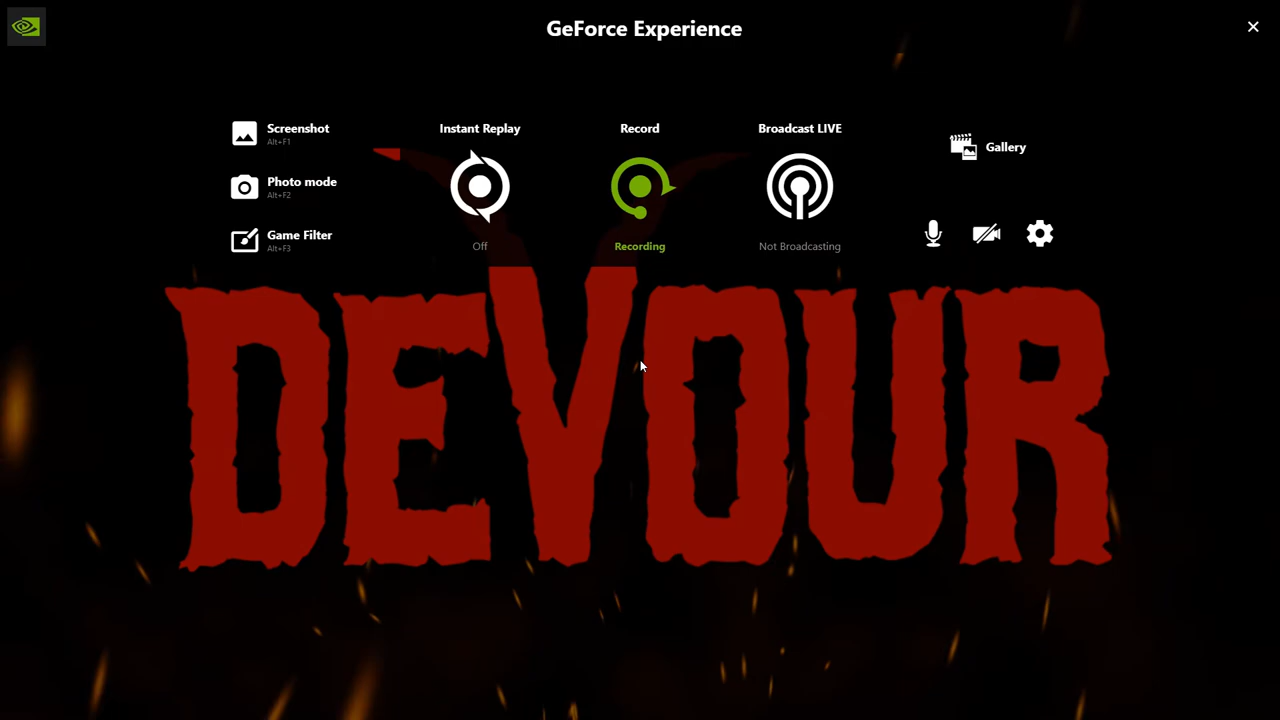 GeForce Experience
Screenshot
Alt+F1
Photo mode
Alt+F2
Game Filter
Alt+F3
Instant Replay
Off
Record
Recording
Broadcast LIVE
Not Broadcasting
Gallery
DEVOUR